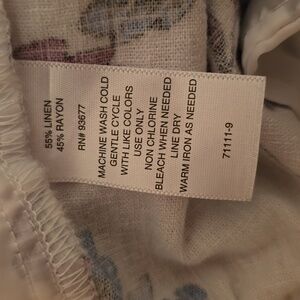 55% LINEN
45% RAYON
RN# 93677
MACHINE WASH COLD
GENTLE CYCLE
WITH LIKE COLORS
USE ONLY
NON CHLORINE
BLEACH WHEN NEEDED
LINE DRY
WARM IRON AS NEEDED
71111-9